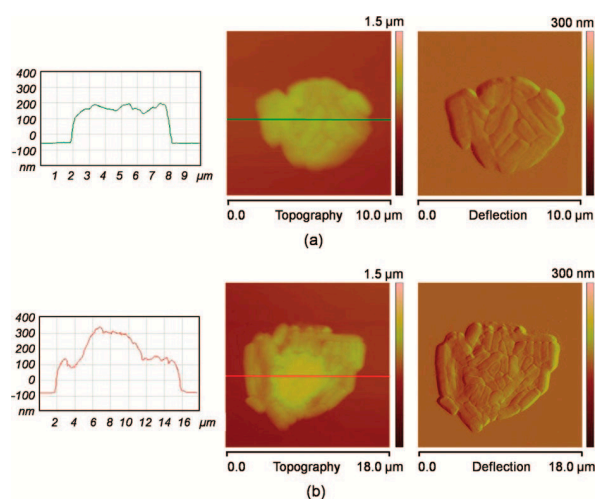 1.5 µm
300 nm
400
300
200
100
0
-100
nm
1 2 3 4 5 6 7 8 9 µm
0.0 Topography 10.0 µm
0.0 Deflection 10.0 µm
(a)
1.5 µm
300 nm
400
300
200
100
0
-100
nm
2 4 6 8 10 12 14 16 µm
0.0 Topography 18.0 µm
0.0 Deflection 18.0 µm
(b)